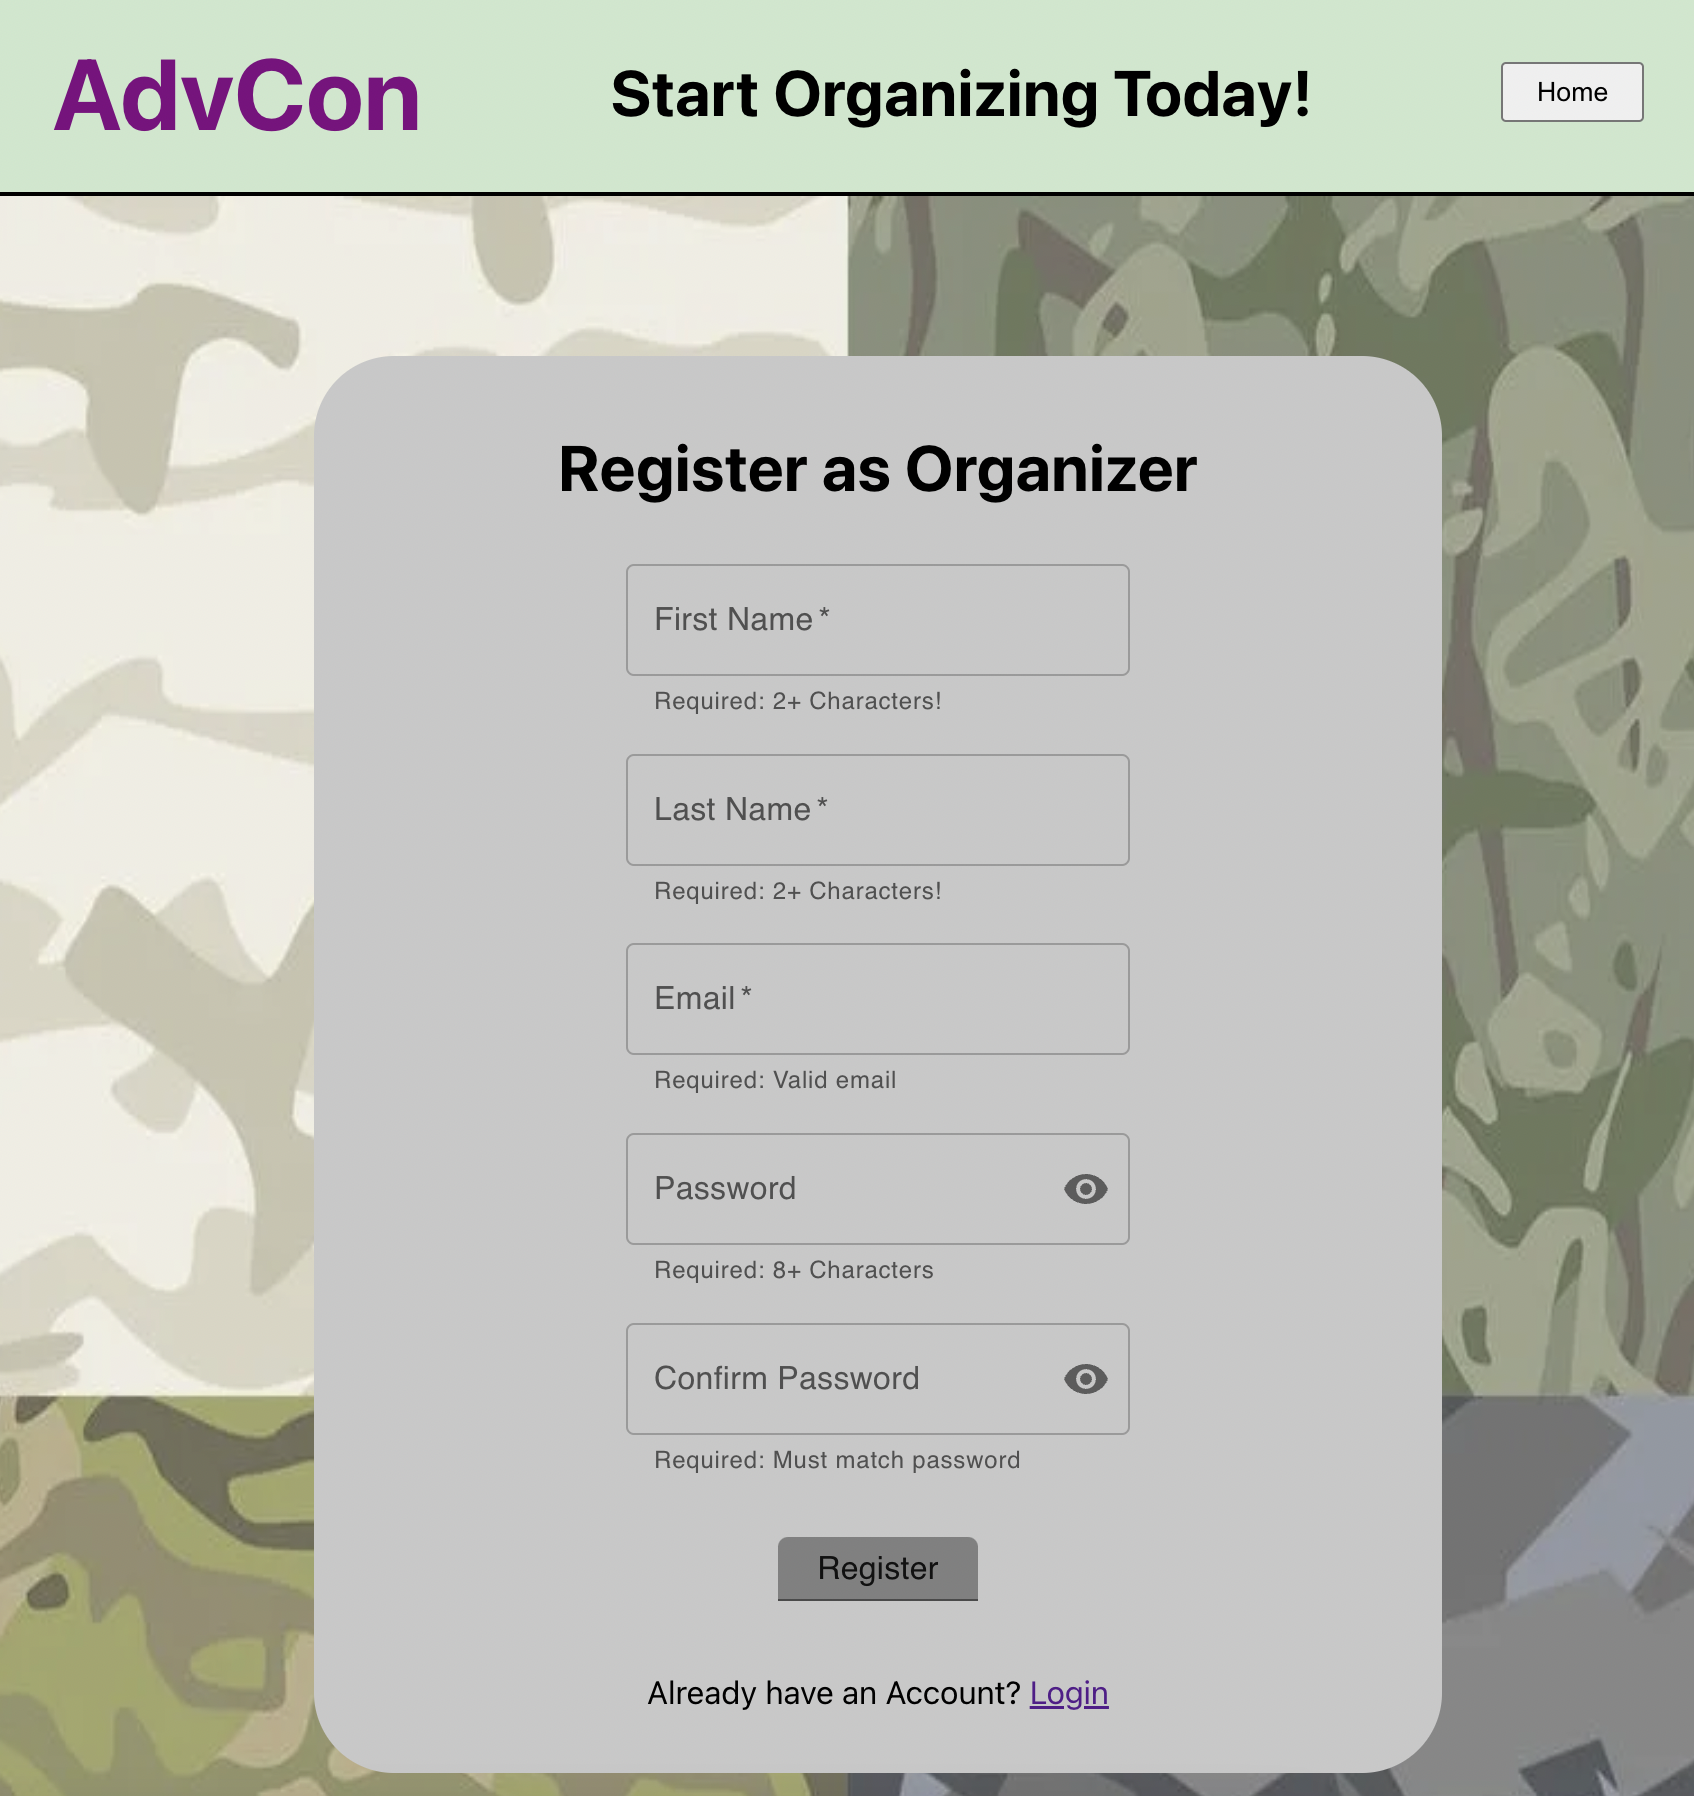 AdvCon
Start Organizing Today!
Home
Register as Organizer
First Name *
Required: 2+ Characters!
Last Name *
Required: 2+ Characters!
Email *
Required: Valid email
Password
Required: 8+ Characters
Confirm Password
Required: Must match password
Register
Already have an Account? Login